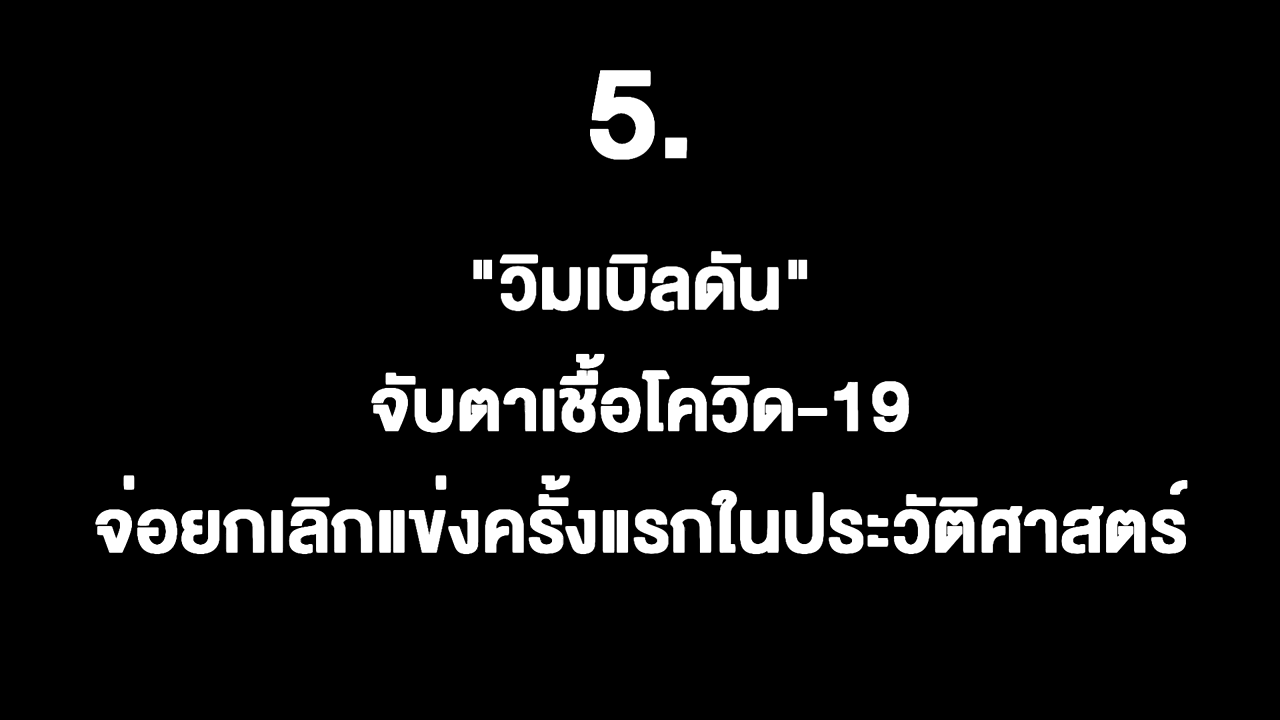 5.
"วิมเบิลดัน"
จับตาเชื้อโควิด-19
จ่อยกเลิกแข่งครั้งแรกในประวัติศาสตร์